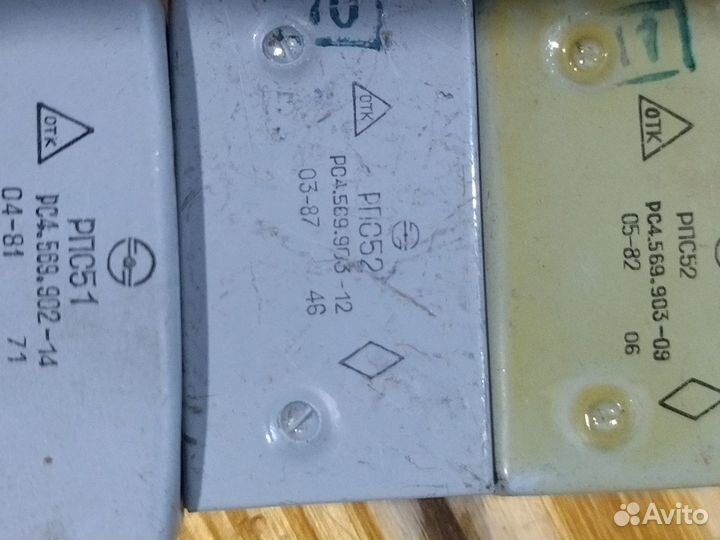 ОТК
РПС51
РС4.569.902-14
04-81
71
ОТК
РПС52
РС4.569.903-12
03-87
46
ОТК
РПС52
РС4.569.903-09
05-82
06
Avito